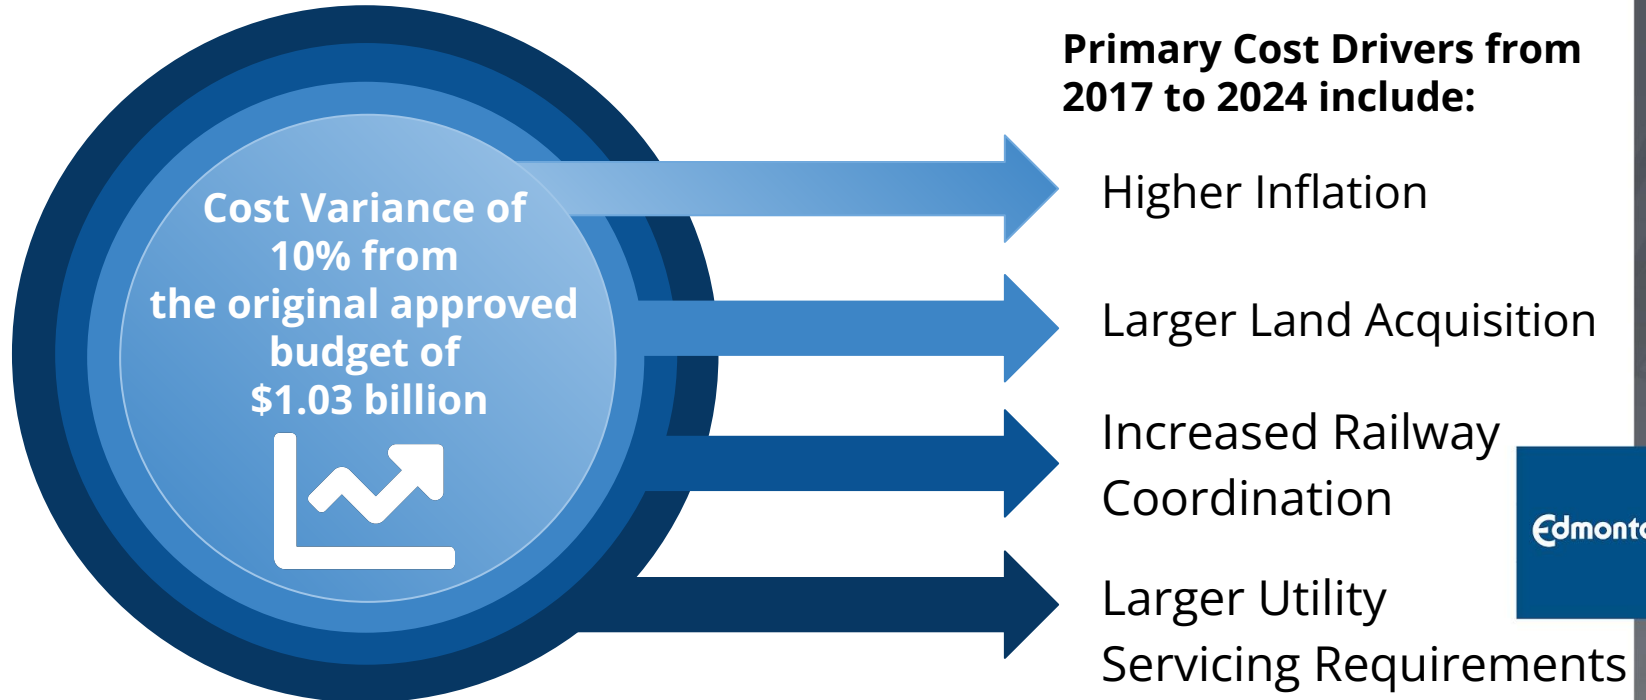 Primary Cost Drivers from
2017 to 2024 include:
Cost Variance of
10% from
the original approved
budget of
$1.03 billion
Higher Inflation
Larger Land Acquisition
Increased Railway
Coordination
Larger Utility
Servicing Requirements